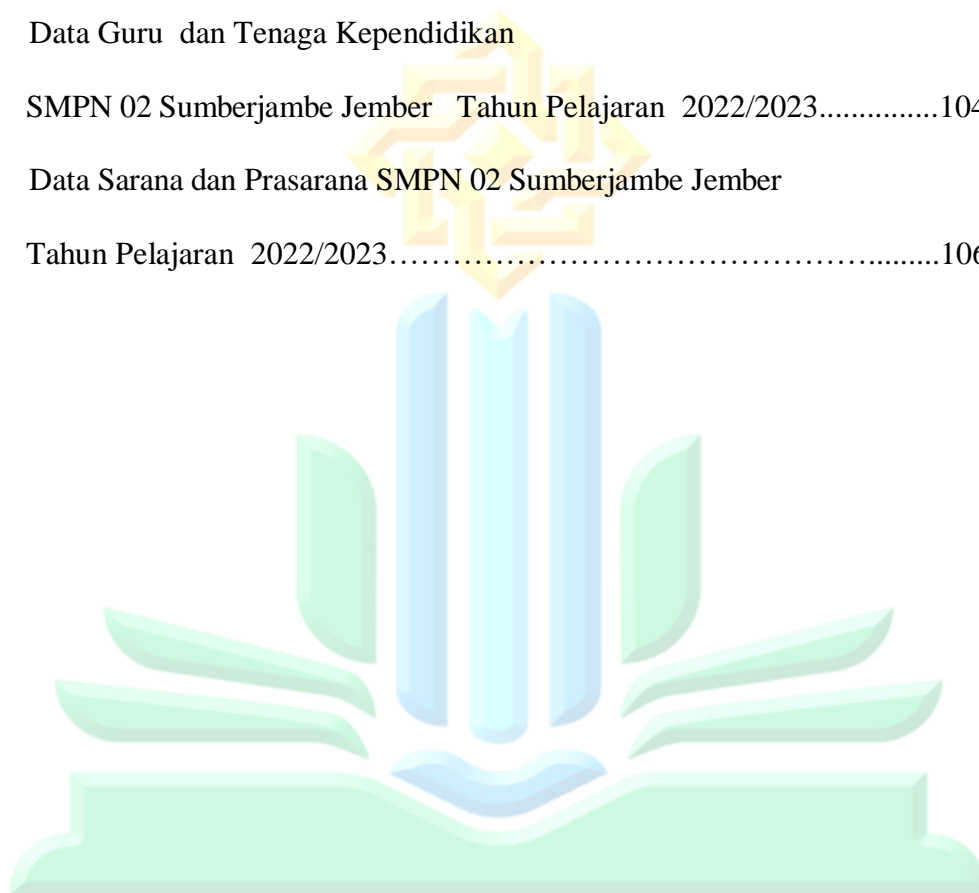 Data Guru dan Tenaga Kependidikan
SMPN 02 Sumberjambe Jember Tahun Pelajaran 2022/2023..............104
Data Sarana dan Prasarana SMPN 02 Sumberjambe Jember
Tahun Pelajaran 2022/2023……………………………………….........106